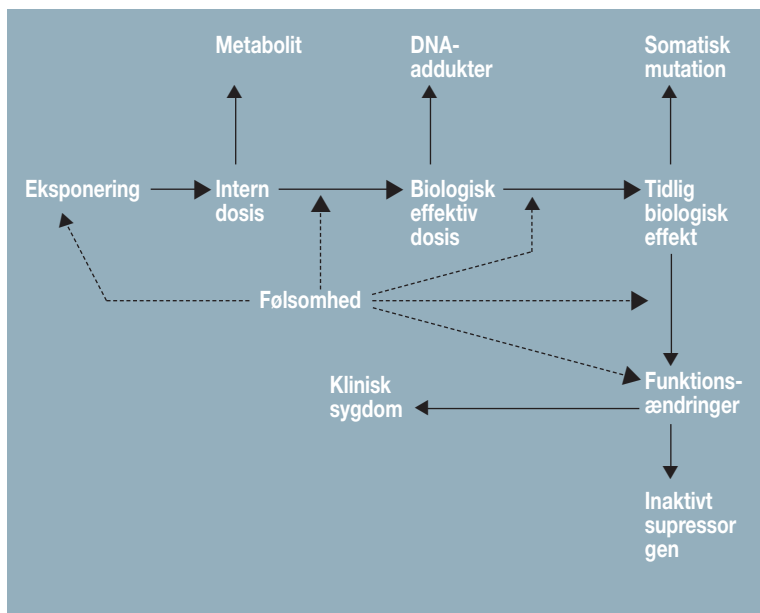 Metabolit
DNA-
addukter
Somatisk
mutation
Eksponering
Intern
dosis
Biologisk
effektiv
dosis
Tidlig
biologisk
effekt
Følsomhed
Klinisk
sygdom
Funktions-
ændringer
Inaktivt
supressor
gen